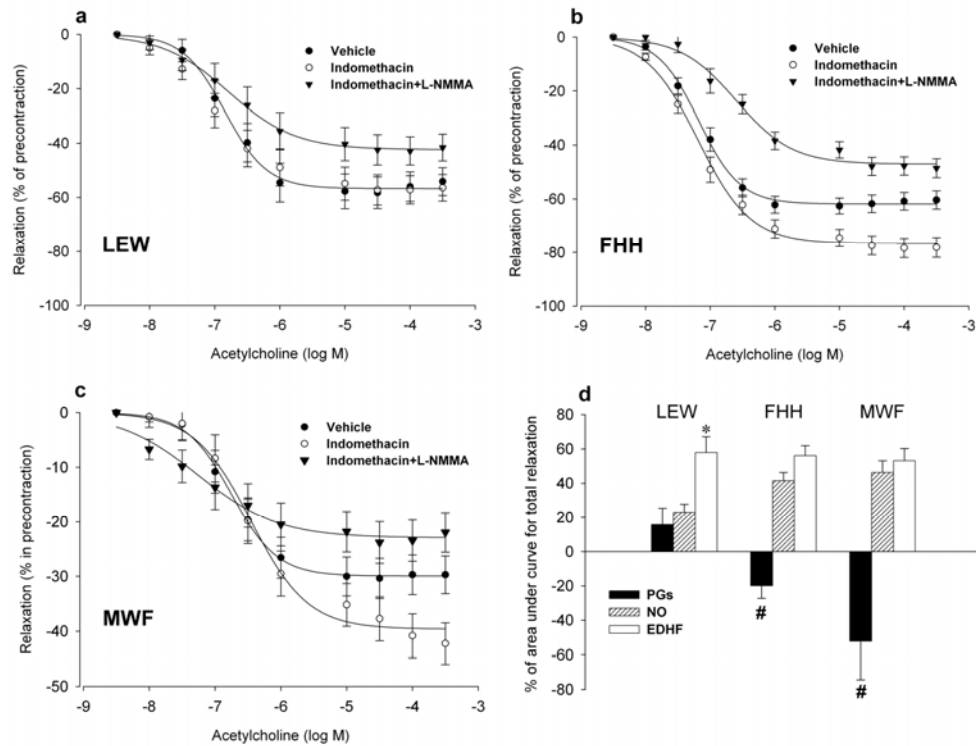 a
0
-20
-40
-60
-80
-100
Relaxation (% of precontraction)
Vehicle
Indomethacin
Indomethacin+L-NMMA
LEW
-9 -8 -7 -6 -5 -4 -3
Acetylcholine (log M)
b
0
-20
-40
-60
-80
-100
Relaxation (% of precontraction)
Vehicle
Indomethacin
Indomethacin+L-NMMA
FHH
-9 -8 -7 -6 -5 -4 -3
Acetylcholine (log M)
c
0
-10
-20
-30
-40
-50
Relaxation (% in precontraction)
Vehicle
Indomethacin
Indomethacin+L-NMMA
MWF
-9 -8 -7 -6 -5 -4 -3
Acetylcholine (log M)
d
LEW FHH MWF
80
60
40
20
0
-20
-40
-60
-80
% of area under curve for total relaxation
*
#
#
PGs
NO
EDHF